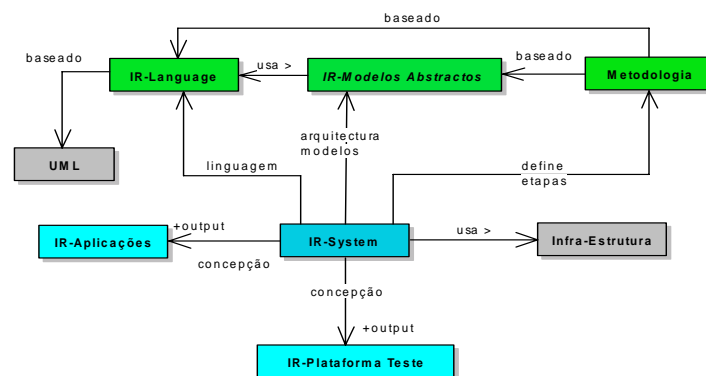 baseado
baseado
IR-Language
usa >
IR-Modelos Abstractos
baseado
Metodologia
arquitectura
modelos
UML
linguagem
define
etapas
+output
IR-Aplicações
IR-System
usa >
Infra-Estrutura
concepção
concepção
+output
IR-Plataforma Teste